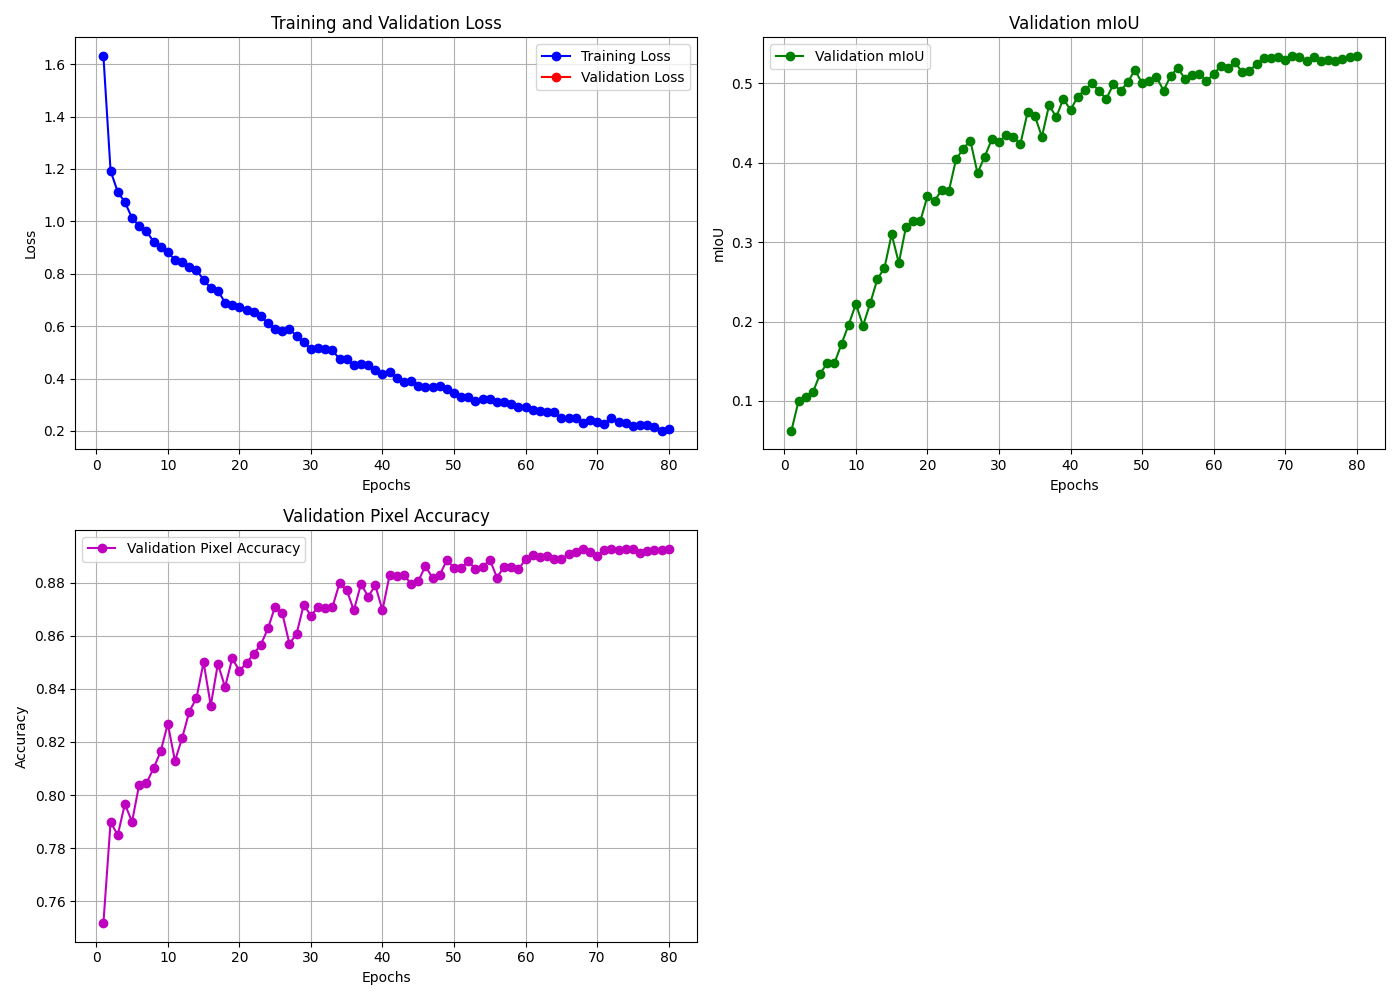 Training and Validation Loss
Training Loss
Validation Loss
1.6
1.4
1.2
1.0
0.8
0.6
0.4
0.2
Loss
0 10 20 30 40 50 60 70 80
Epochs
Validation mIoU
Validation mIoU
0.5
0.4
0.3
0.2
0.1
mIoU
0 10 20 30 40 50 60 70 80
Epochs
Validation Pixel Accuracy
Validation Pixel Accuracy
0.88
0.86
0.84
0.82
0.80
0.78
0.76
Accuracy
0 10 20 30 40 50 60 70 80
Epochs